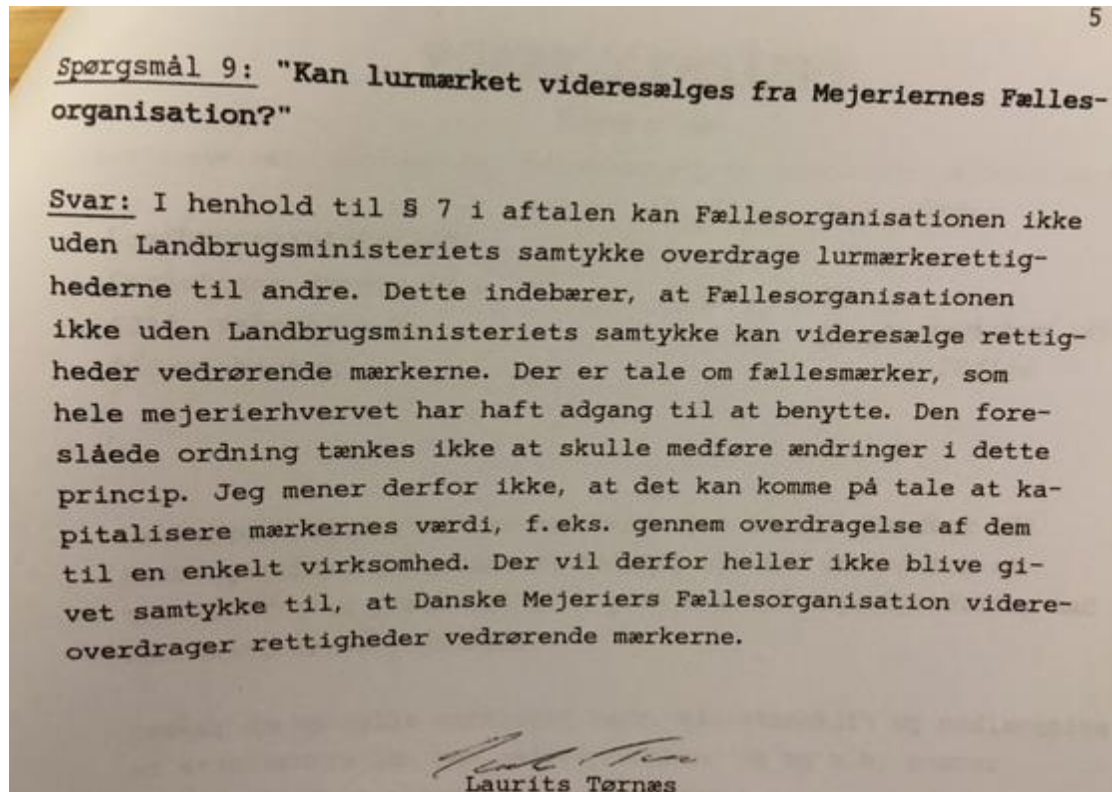 5
Spørgsmål 9: "Kan lurmærket videresælges fra Mejeriernes Fælles-
organisation?"
Svar: I henhold til § 7 i aftalen kan Fællesorganisationen ikke
uden Landbrugsministeriets samtykke overdrage lurmærkerettig-
hederne til andre. Dette indebærer, at Fællesorganisationen
ikke uden Landbrugsministeriets samtykke kan videresælge rettig-
heder vedrørende mærkerne. Der er tale om fællesmærker, som
hele mejerierhvervet har haft adgang til at benytte. Den fore-
slåede ordning tænkes ikke at skulle medføre ændringer i dette
princip. Jeg mener derfor ikke, at det kan komme på tale at ka-
pitalisere mærkernes værdi, f.eks. gennem overdragelse af dem
til en enkelt virksomhed. Der vil derfor heller ikke blive gi-
vet samtykke til, at Danske Mejeriers Fællesorganisation videre-
overdrager rettigheder vedrørende mærkerne.
Laurits Tørnæs